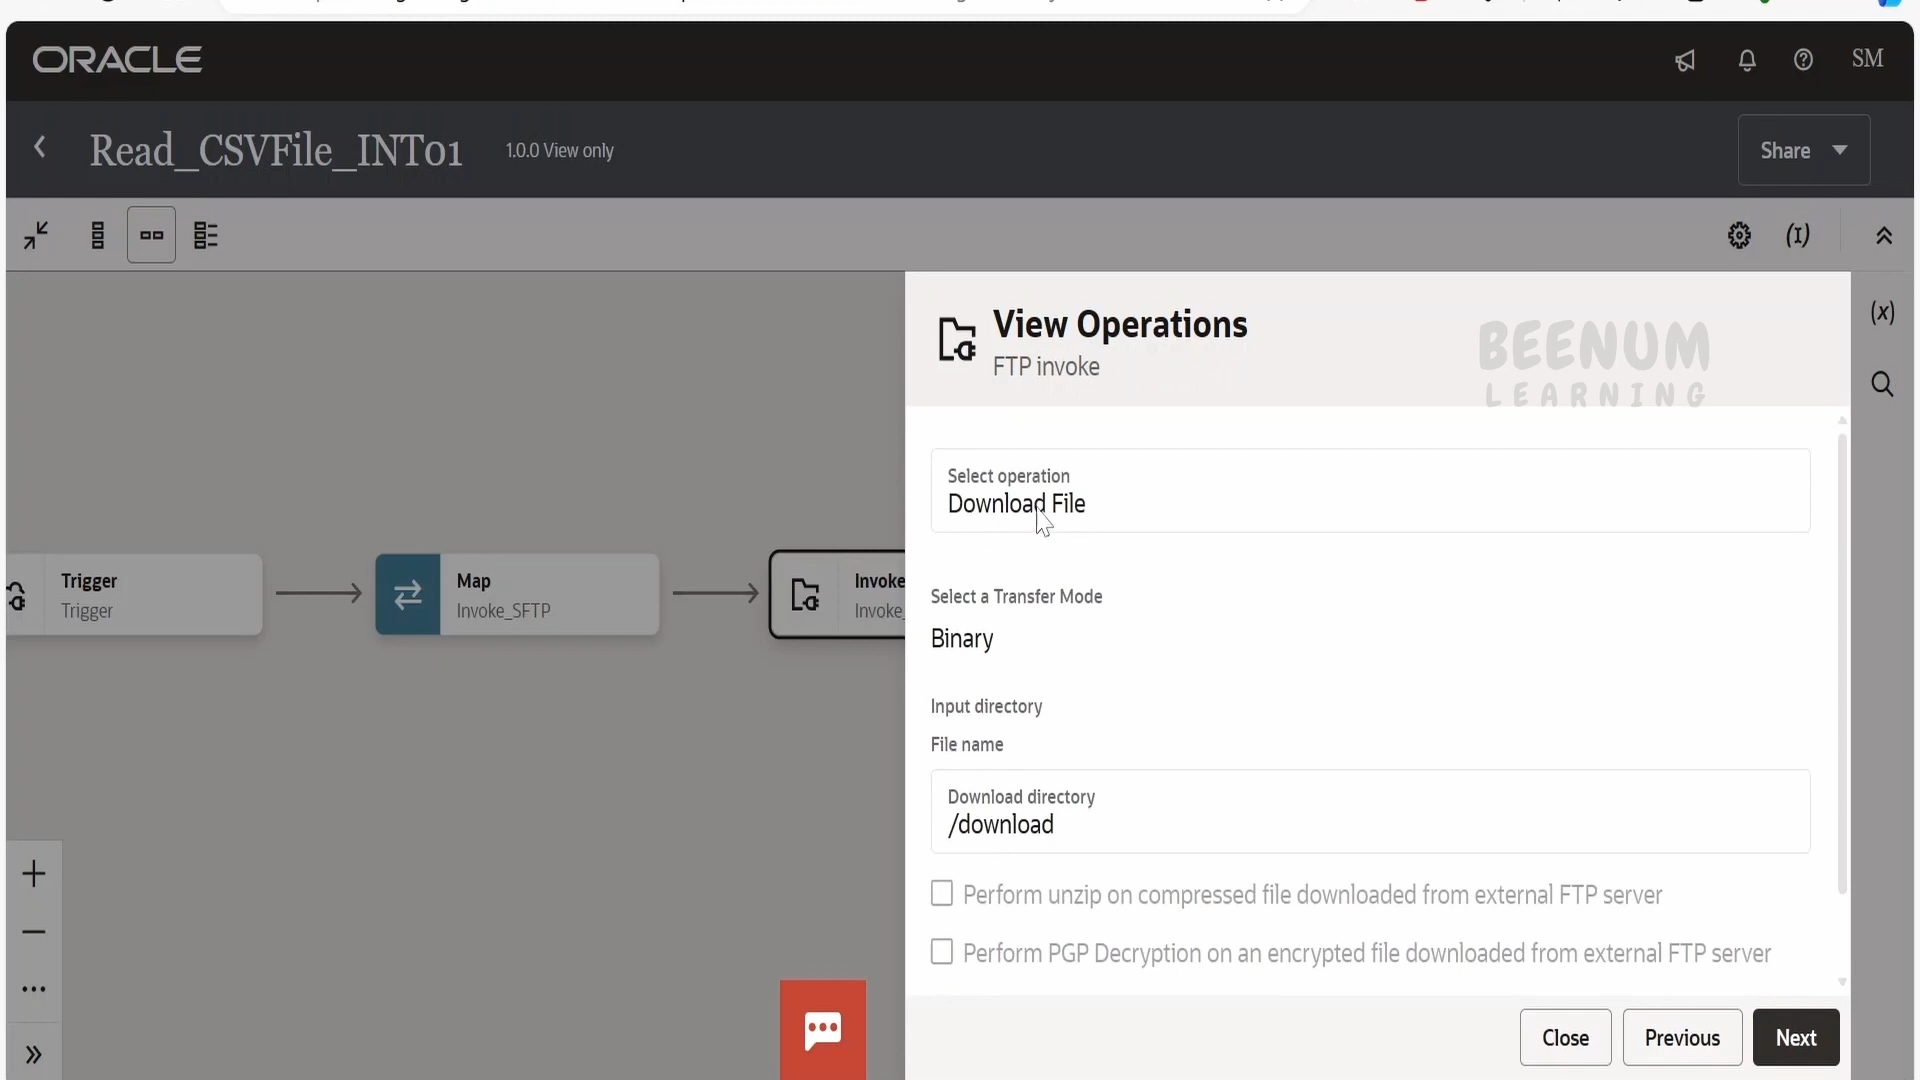 ORACLE
SM
Read_CSVFile_INT01
1.0.0 View only
Share
(I)
View Operations
FTP invoke
BEENUM
LEARNING
(x)
Select operation
Download File
Trigger
Trigger
Map
Invoke_SFTP
Invoke
Invoke_
Select a Transfer Mode
Binary
Input directory
File name
Download directory
/download
Perform unzip on compressed file downloaded from external FTP server
Perform PGP Decryption on an encrypted file downloaded from external FTP server
Close
Previous
Next